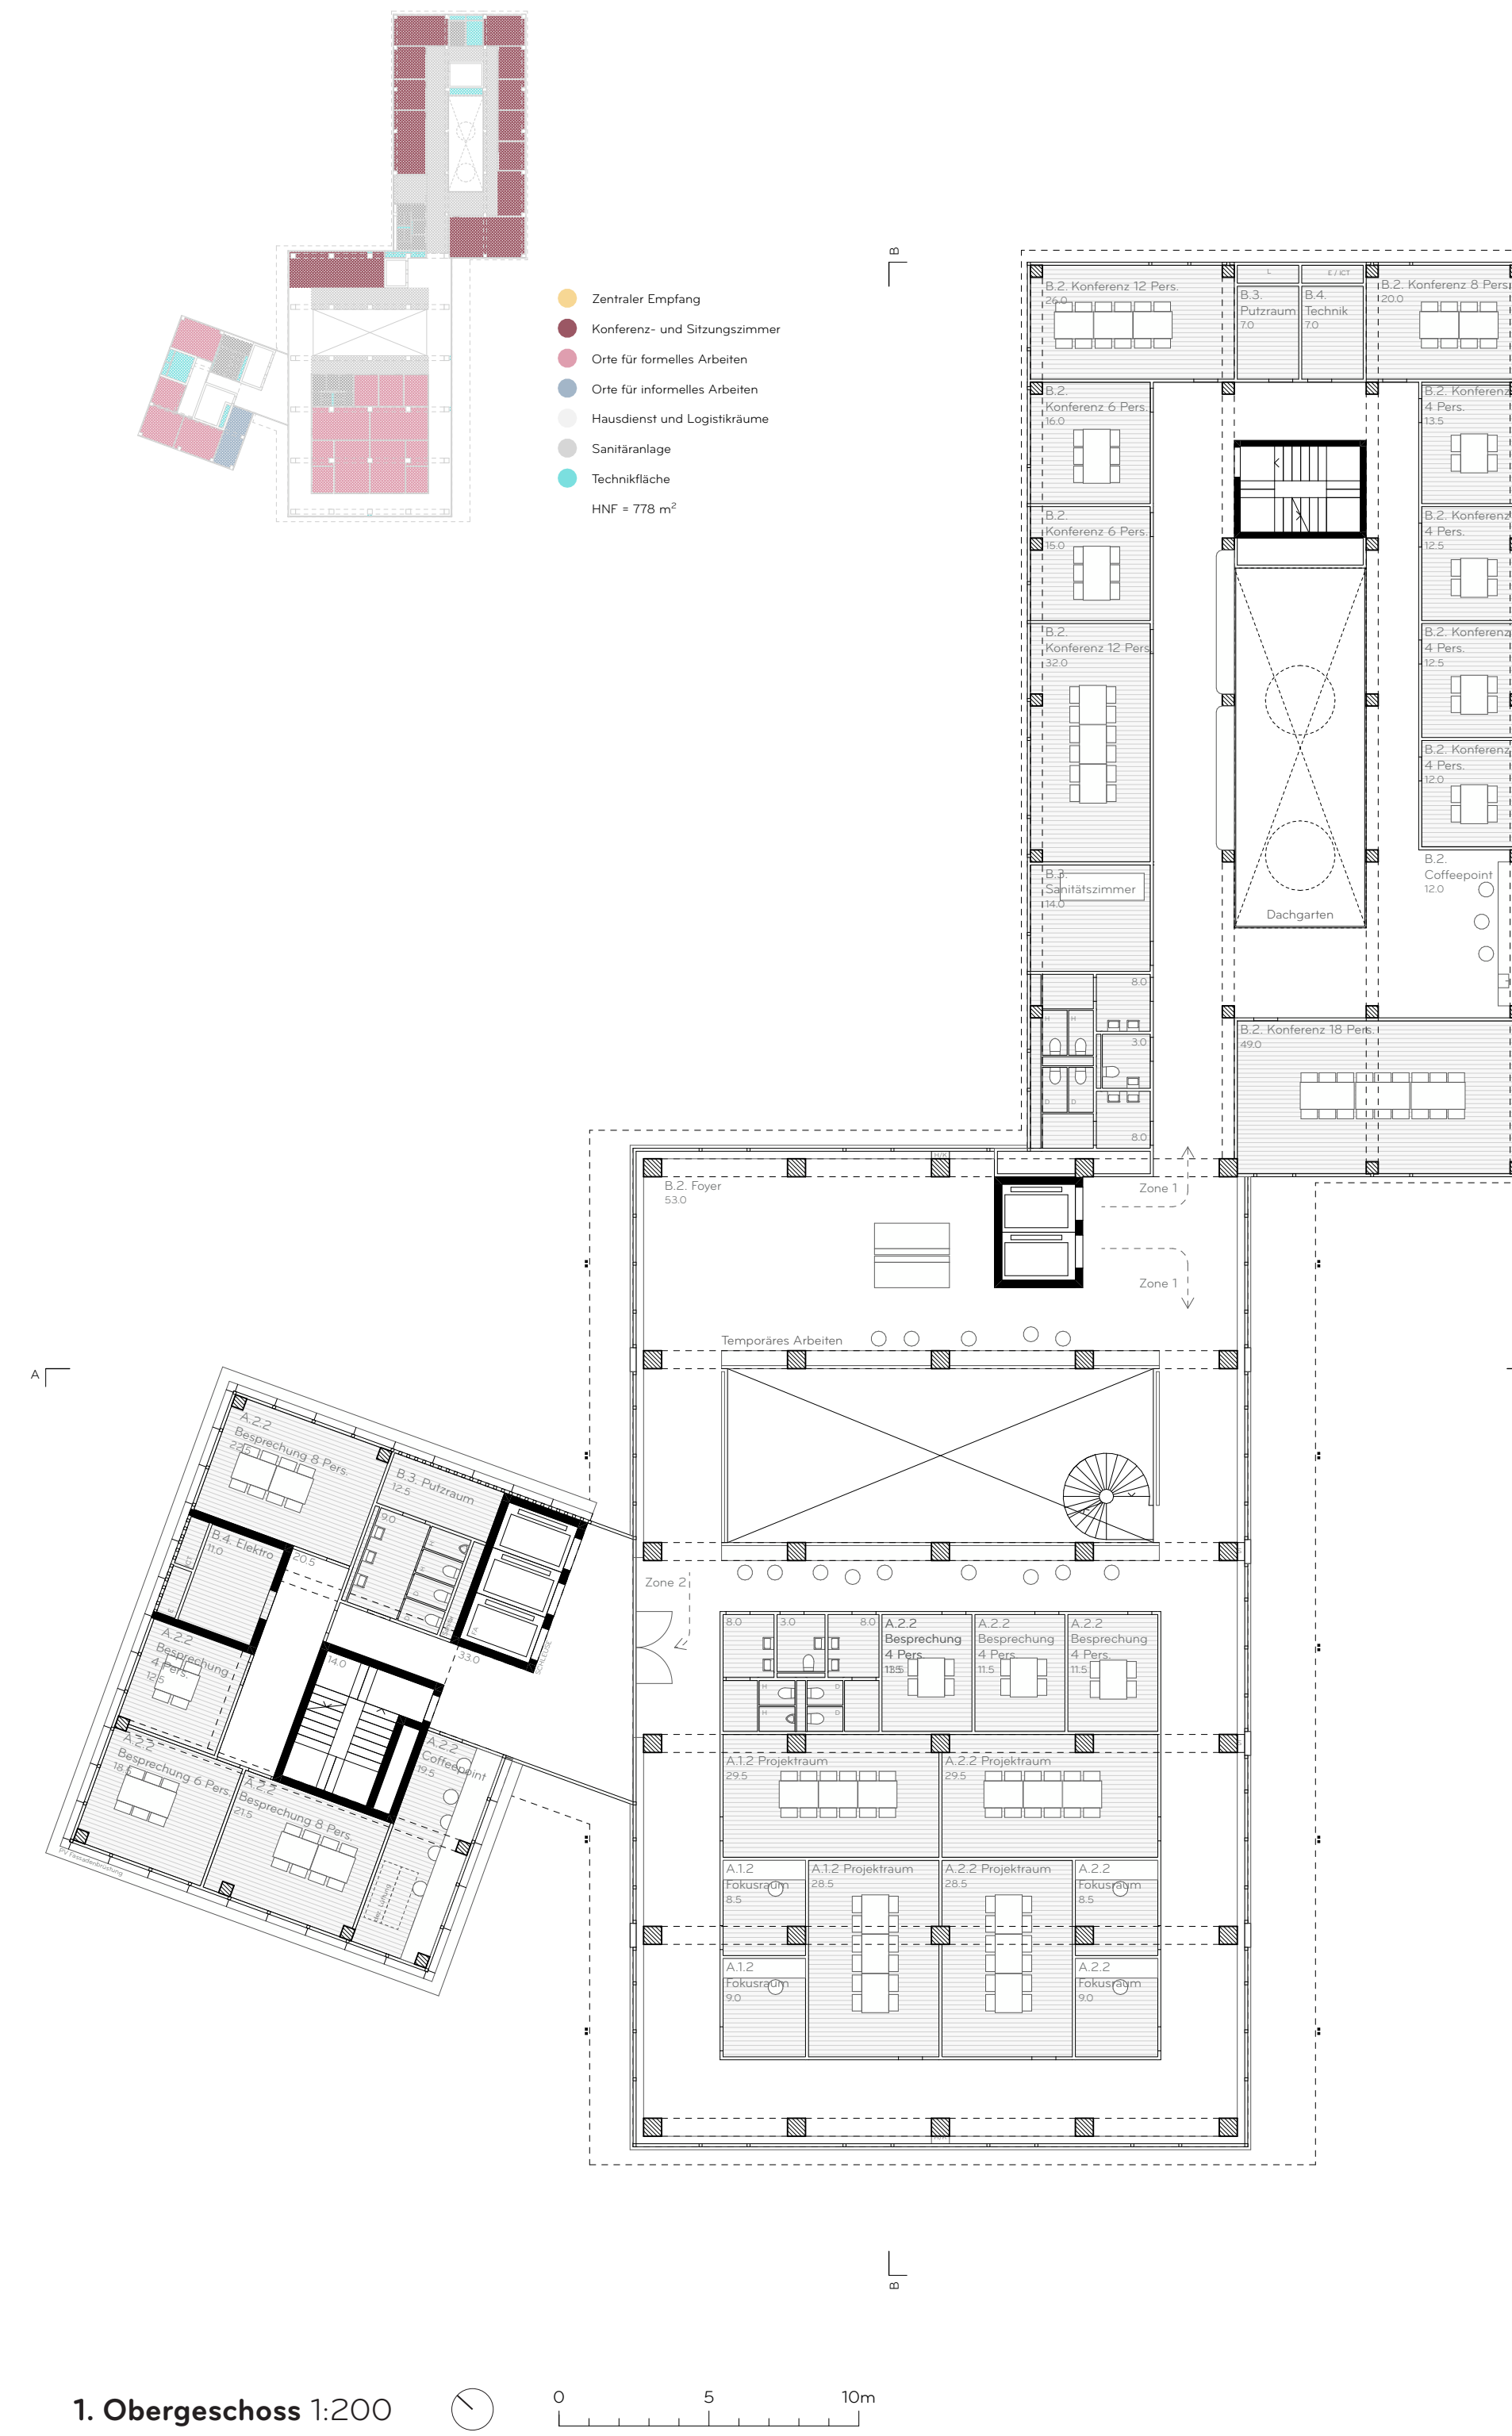 Zentraler Empfang
Konferenz- und Sitzungszimmer
Orte für formelles Arbeiten
Orte für informelles Arbeiten
Hausdienst und Logistikräume
Sanitäranlage
Technikfläche
HNF = 778 m²
B
B.2. Konferenz 12 Pers.
26.0
L
E / ICT
B.3.
Putzraum
7.0
B.4.
Technik
7.0
B.2. Konferenz 8 Pers.
20.0
B.2.
Konferenz 6 Pers.
16.0
B.2. Konferenz
4 Pers.
13.5
B.2.
Konferenz 6 Pers.
15.0
B.2. Konferenz
4 Pers.
12.5
B.2.
Konferenz 12 Pers.
32.0
B.2. Konferenz
4 Pers.
12.5
B.2. Konferenz
4 Pers.
12.0
B.3.
Sanitätszimmer
14.0
B.2.
Coffeepoint
12.0
Dachgarten
8.0
H
H
3.0
D
D
8.0
B.2. Konferenz 18 Pers.
49.0
B.2. Foyer
53.0
Zone 1
Zone 1
Temporäres Arbeiten
A
A.2.2
Besprechung 8 Pers.
22.5
B.3. Putzraum
12.5
9.0
B.4. Elektro
11.0
20.5
A.2.2
Besprechung
4 Pers.
12.5
14.0
33.0
SCHLEUSE
A.2.2
Besprechung 6 Pers.
18.5
A.2.2
Besprechung 8 Pers.
21.5
A.2.2
Coffeepoint
19.5
PV Fassadenbrüstung
Zone 2
8.0
3.0
8.0
H
D
H
D
A.2.2
Besprechung
4 Pers.
A.2.2
Besprechung
4 Pers.
11.5
A.2.2
Besprechung
4 Pers.
11.5
A.1.2 Projektraum
29.5
A.2.2 Projektraum
29.5
A.1.2
Fokusraum
8.5
A.1.2 Projektraum
28.5
A.2.2 Projektraum
28.5
A.2.2
Fokusraum
8.5
A.1.2
Fokusraum
9.0
A.2.2
Fokusraum
9.0
B
1. Obergeschoss 1:200
0 5 10m